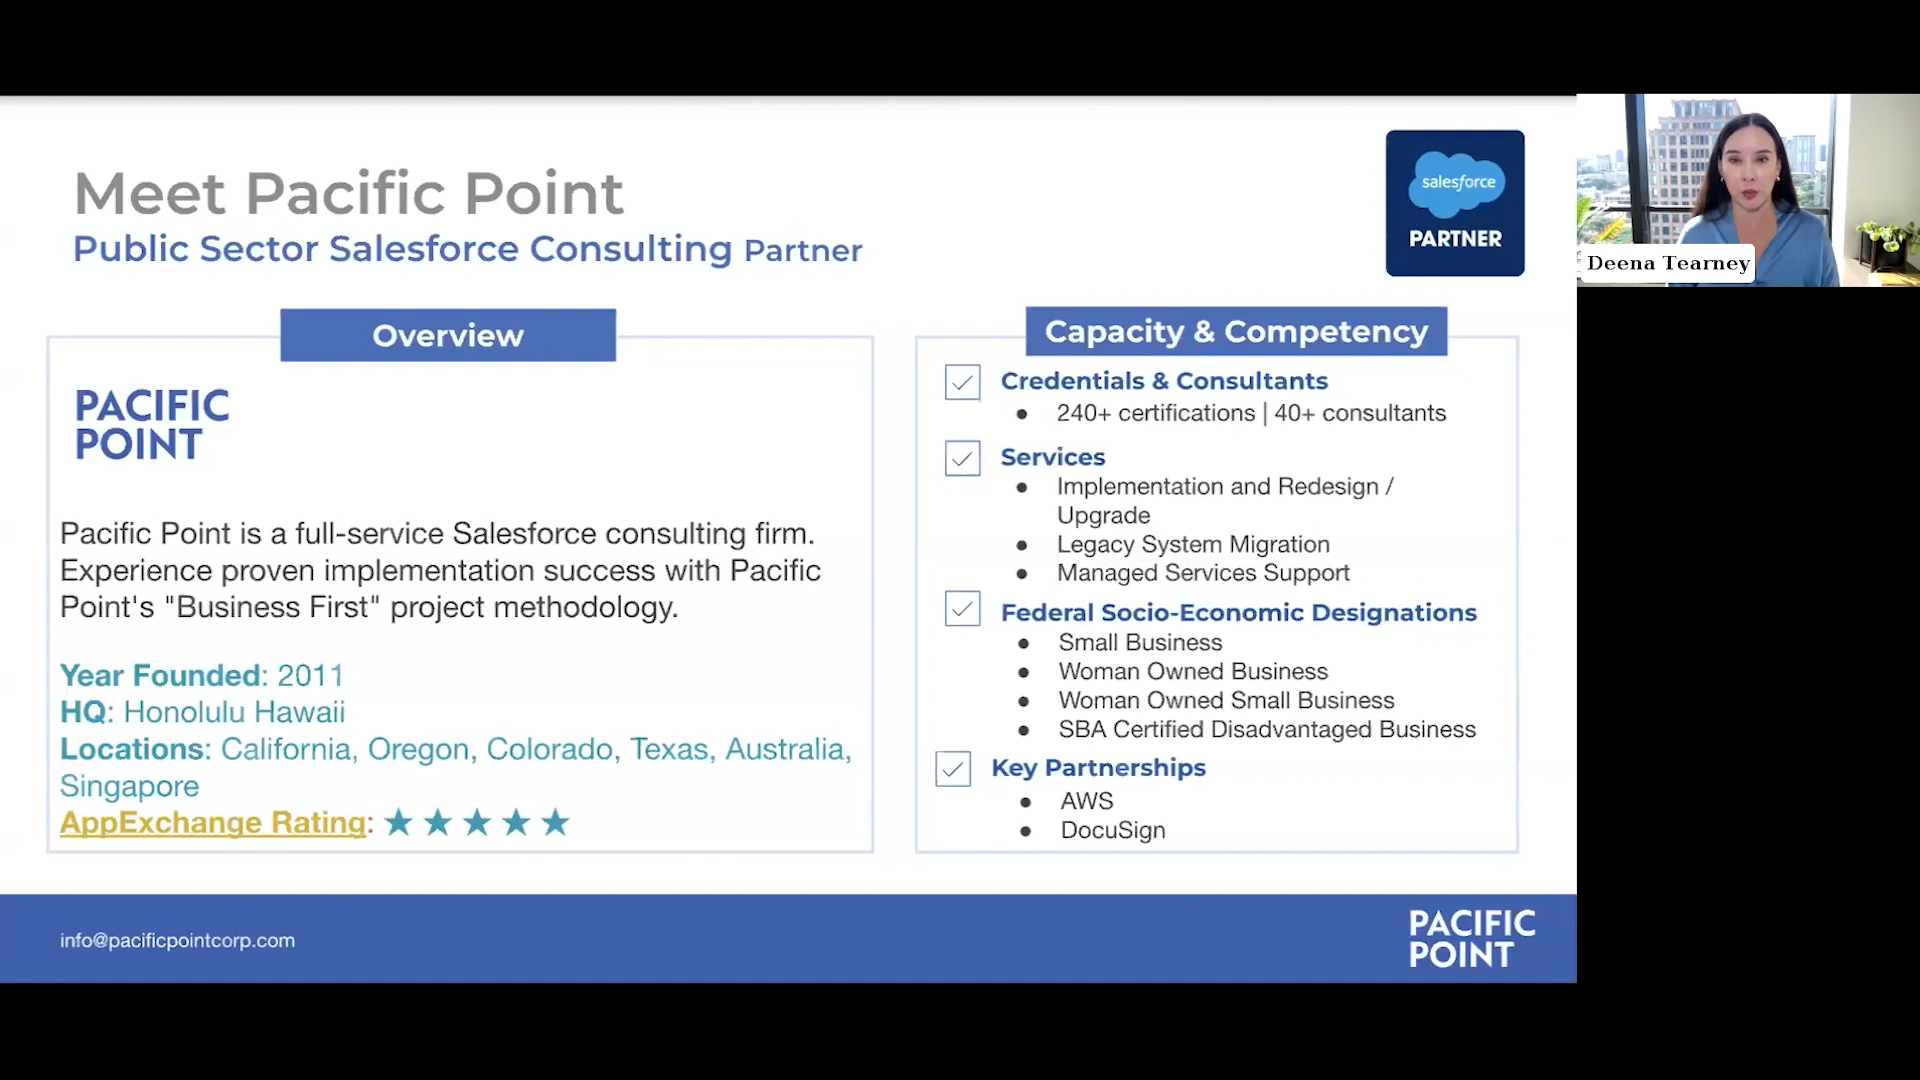 Meet Pacific Point
Public Sector Salesforce Consulting Partner
salesforce
PARTNER
Deena Tearney
Overview
PACIFIC
POINT
Pacific Point is a full-service Salesforce consulting firm.
Experience proven implementation success with Pacific
Point's "Business First" project methodology.
Year Founded: 2011
HQ: Honolulu Hawaii
Locations: California, Oregon, Colorado, Texas, Australia,
Singapore
AppExchange Rating: ★ ★ ★ ★ ★
Capacity & Competency
Credentials & Consultants
● 240+ certifications | 40+ consultants
Services
● Implementation and Redesign /
Upgrade
● Legacy System Migration
● Managed Services Support
Federal Socio-Economic Designations
● Small Business
● Woman Owned Business
● Woman Owned Small Business
● SBA Certified Disadvantaged Business
Key Partnerships
● AWS
● DocuSign
info@pacificpointcorp.com
PACIFIC
POINT